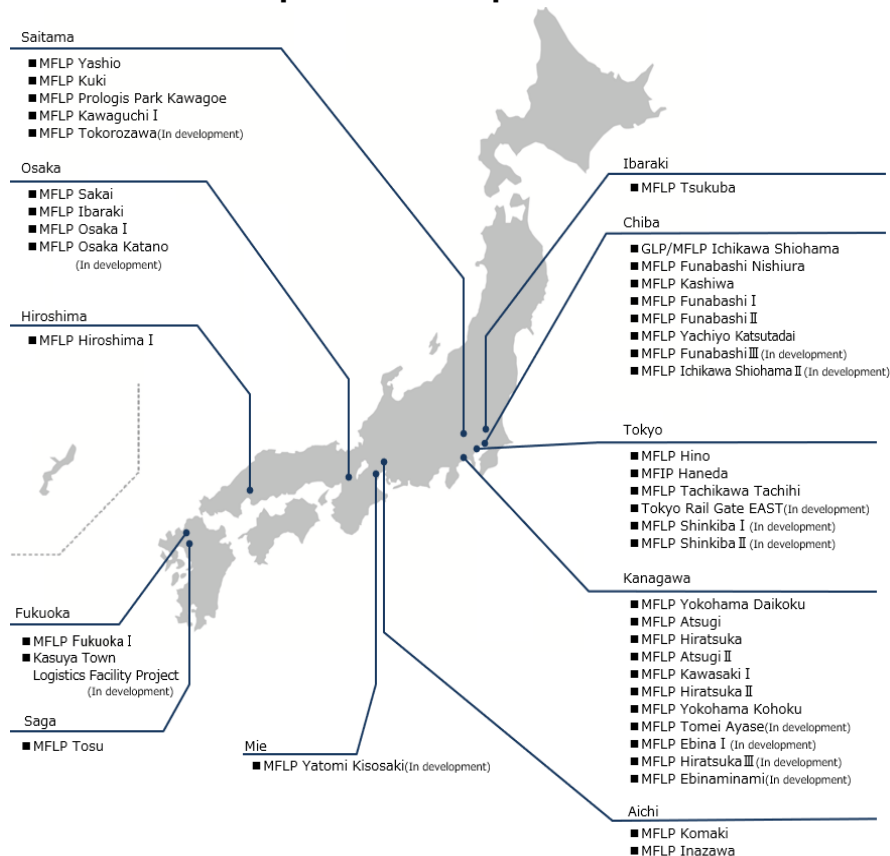 Saitama
■ MFLP Yashio
■ MFLP Kuki
■ MFLP Prologis Park Kawagoe
■ MFLP Kawaguchi Ⅰ
■ MFLP Tokorozawa(In development)
Osaka
■ MFLP Sakai
■ MFLP Ibaraki
■ MFLP Osaka Ⅰ
■ MFLP Osaka Katano
(In development)
Hiroshima
■ MFLP Hiroshima Ⅰ
Fukuoka
■ MFLP Fukuoka Ⅰ
■ Kasuya Town
Logistics Facility Project
(In development)
Saga
■ MFLP Tosu
Mie
■ MFLP Yatomi Kisosaki(In development)
Ibaraki
■ MFLP Tsukuba
Chiba
■ GLP/MFLP Ichikawa Shiohama
■ MFLP Funabashi Nishiura
■ MFLP Kashiwa
■ MFLP Funabashi Ⅰ
■ MFLP Funabashi Ⅱ
■ MFLP Yachiyo Katsutadai
■ MFLP Funabashi Ⅲ (In development)
■ MFLP Ichikawa Shiohama Ⅱ (In development)
Tokyo
■ MFLP Hino
■ MFIP Haneda
■ MFLP Tachikawa Tachihi
■ Tokyo Rail Gate EAST(In development)
■ MFLP Shinkiba Ⅰ (In development)
■ MFLP Shinkiba Ⅱ (In development)
Kanagawa
■ MFLP Yokohama Daikoku
■ MFLP Atsugi
■ MFLP Hiratsuka
■ MFLP Atsugi Ⅱ
■ MFLP Kawasaki Ⅰ
■ MFLP Hiratsuka Ⅱ
■ MFLP Yokohama Kohoku
■ MFLP Tomei Ayase(In development)
■ MFLP Ebina Ⅰ (In development)
■ MFLP Hiratsuka Ⅲ (In development)
■ MFLP Ebinaminami(In development)
Aichi
■ MFLP Komaki
■ MFLP Inazawa